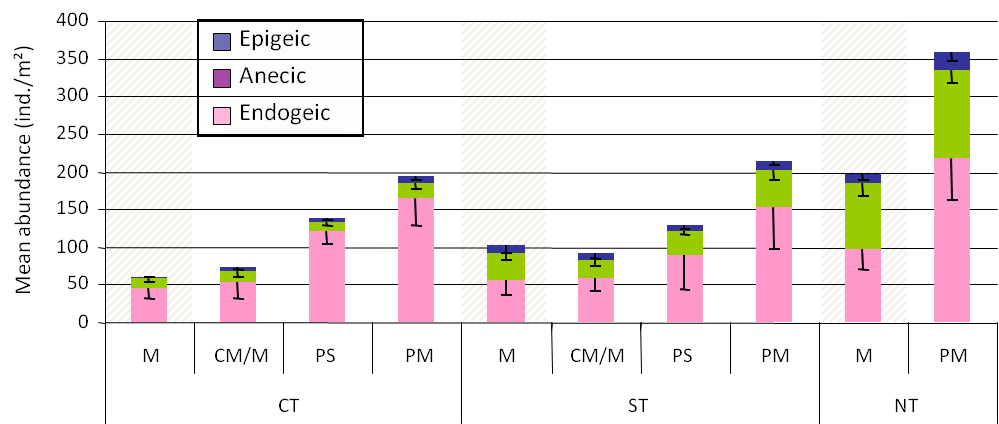 Mean abundance (ind./m²)
400
350
300
250
200
150
100
50
0
Epigeic
Anecic
Endogeic
M CM/M PS PM M CM/M PS PM M PM
CT ST NT